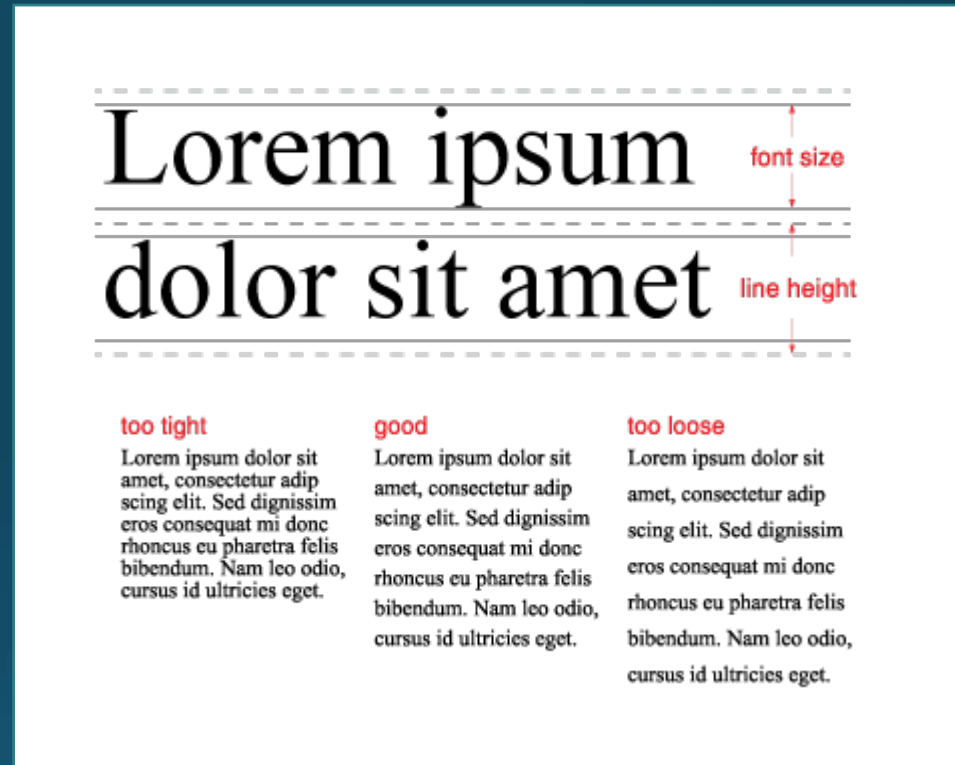 Lorem ipsum
font size
dolor sit amet
line height
too tight
Lorem ipsum dolor sit
amet, consectetur adip
scing elit. Sed dignissim
eros consequat mi donc
rhoncus eu pharetra felis
bibendum. Nam leo odio,
cursus id ultricies eget.
good
Lorem ipsum dolor sit
amet, consectetur adip
scing elit. Sed dignissim
eros consequat mi donc
rhoncus eu pharetra felis
bibendum. Nam leo odio,
cursus id ultricies eget.
too loose
Lorem ipsum dolor sit
amet, consectetur adip
scing elit. Sed dignissim
eros consequat mi donc
rhoncus eu pharetra felis
bibendum. Nam leo odio,
cursus id ultricies eget.